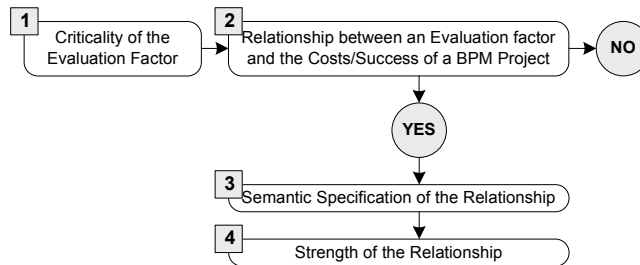 1
Criticality of the
Evaluation Factor
2
Relationship between an Evaluation factor
and the Costs/Success of a BPM Project
NO
YES
3
Semantic Specification of the Relationship
4
Strength of the Relationship